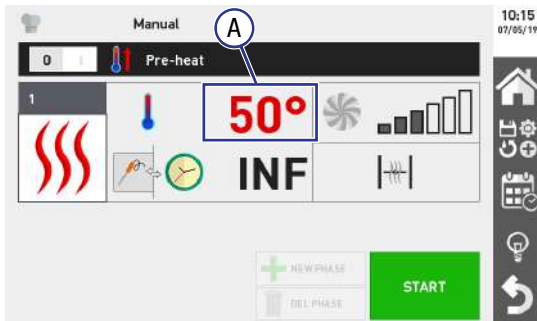 Manual
A
10:15
07/05/19
0 I
Pre-heat
1
50°
INF
NEW PHASE
DEL PHASE
START